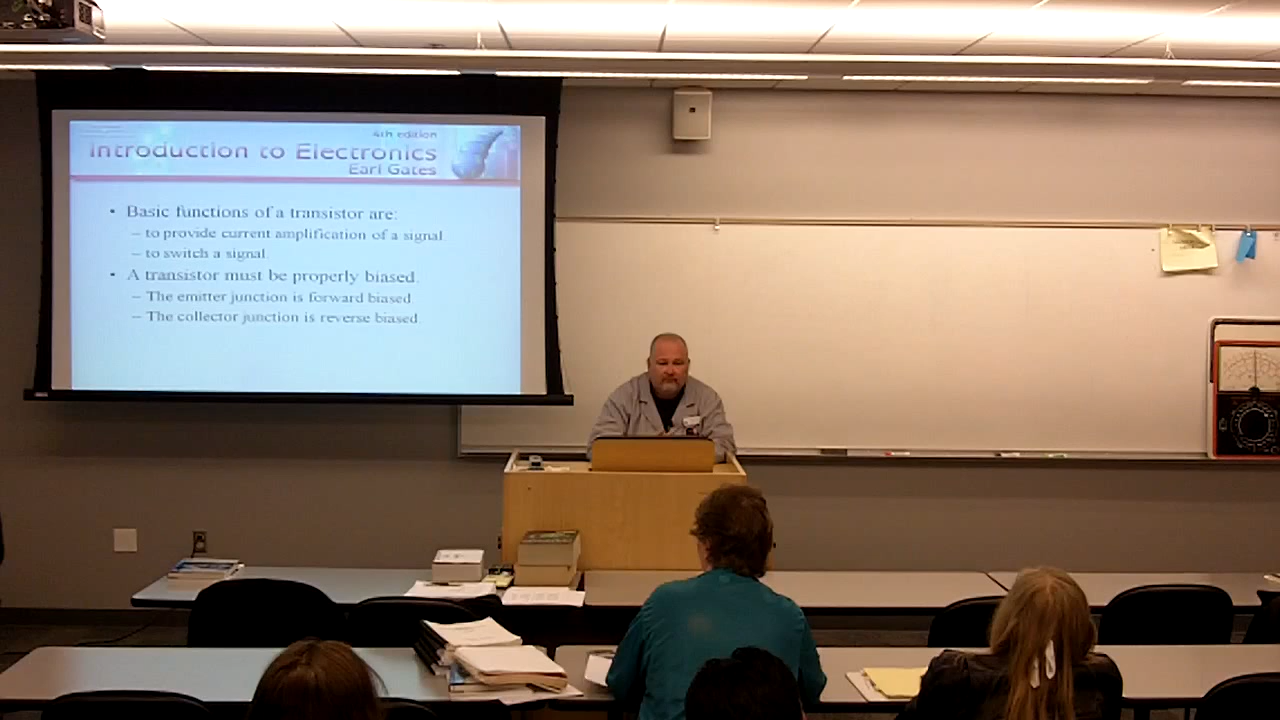 4th edition
Introduction to Electronics
Earl Gates
• Basic functions of a transistor are:
– to provide current amplification of a signal
– to switch a signal.
• A transistor must be properly biased.
– The emitter junction is forward biased
– The collector junction is reverse biased.